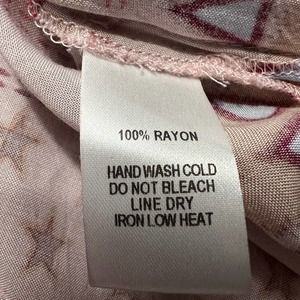 100% RAYON
HAND WASH COLD
DO NOT BLEACH
LINE DRY
IRON LOW HEAT